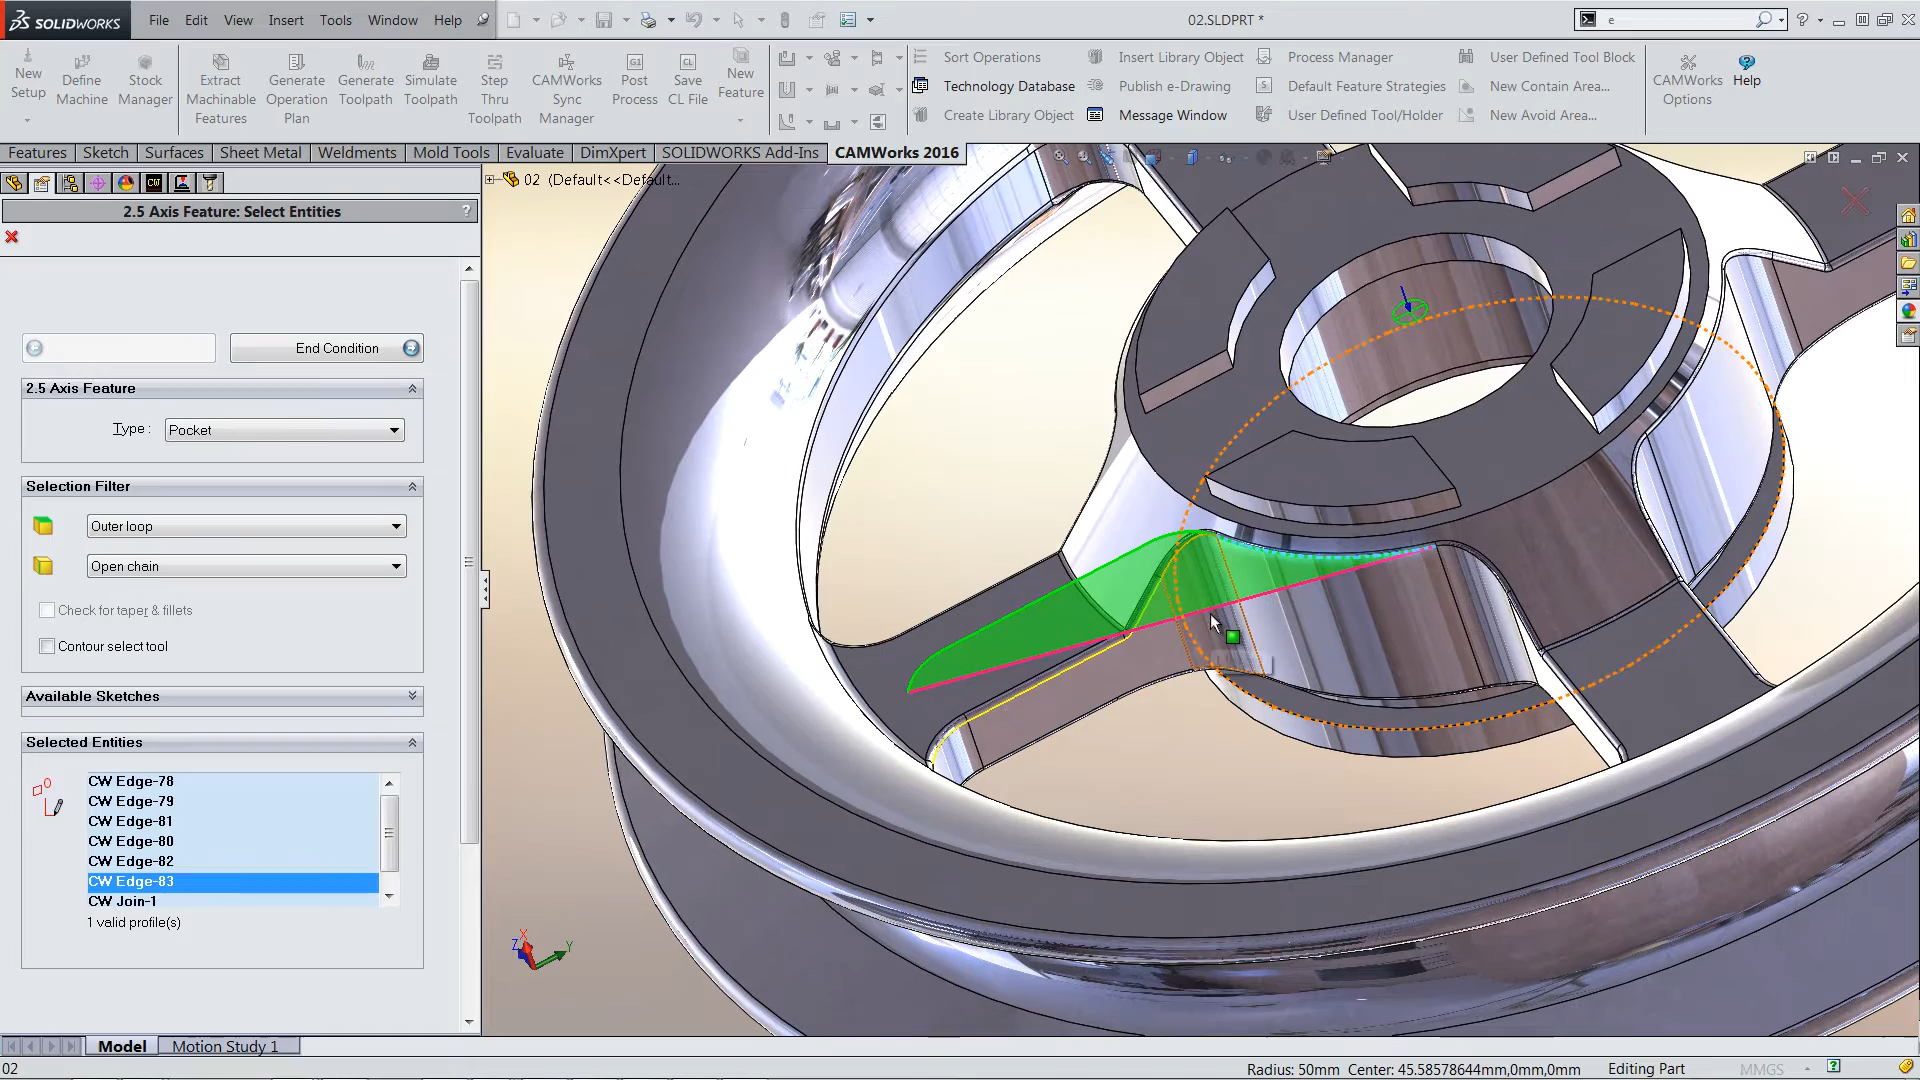 SOLIDWORKS File Edit View Insert Tools Window Help 02.SLDPRT * e
New Setup
Define Machine
Stock Manager
Extract Machinable Features
Generate Operation Plan
Generate Toolpath
Simulate Toolpath
Step Thru Toolpath
CAMWorks Sync Manager
Post Process
Save CL File
New Feature
Sort Operations Insert Library Object Process Manager User Defined Tool Block
Technology Database Publish e-Drawing Default Feature Strategies New Contain Area...
Create Library Object Message Window User Defined Tool/Holder New Avoid Area...
CAMWorks Options
Help
Features Sketch Surfaces Sheet Metal Weldments Mold Tools Evaluate DimXpert SOLIDWORKS Add-Ins CAMWorks 2016
02 (Default<<Default...
2.5 Axis Feature: Select Entities ?
End Condition
2.5 Axis Feature
Type : Pocket
Selection Filter
Outer loop
Open chain
Check for taper & fillets
Contour select tool
Available Sketches
Selected Entities
CW Edge-78
CW Edge-79
CW Edge-81
CW Edge-80
CW Edge-82
CW Edge-83
CW Join-1
1 valid profile(s)
X
Z Y
Model Motion Study 1
02 Radius: 50mm Center: 45.58578644mm,0mm,0mm Editing Part MMGS